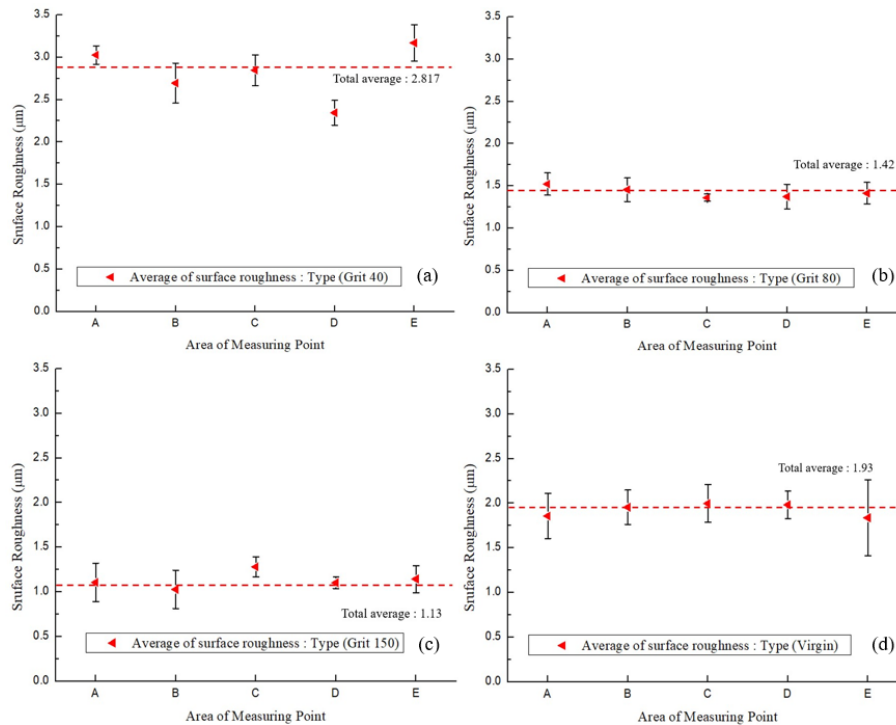 3.5
3.0
2.5
2.0
1.5
1.0
0.5
0.0
Sruface Roughness (μm)
Total average : 2.817
Average of surface roughness : Type (Grit 40)
(a)
A B C D E
Area of Measuring Point
3.5
3.0
2.5
2.0
1.5
1.0
0.5
0.0
Sruface Roughness (μm)
Total average : 1.42
Average of surface roughness : Type (Grit 80)
(b)
A B C D E
Area of Measuring Point
3.5
3.0
2.5
2.0
1.5
1.0
0.5
0.0
Sruface Roughness (μm)
Total average : 1.13
Average of surface roughness : Type (Grit 150)
(c)
A B C D E
Area of Measuring Point
3.5
3.0
2.5
2.0
1.5
1.0
0.5
0.0
Sruface Roughness (μm)
Total average : 1.93
Average of surface roughness : Type (Virgin)
(d)
A B C D E
Area of Measuring Point